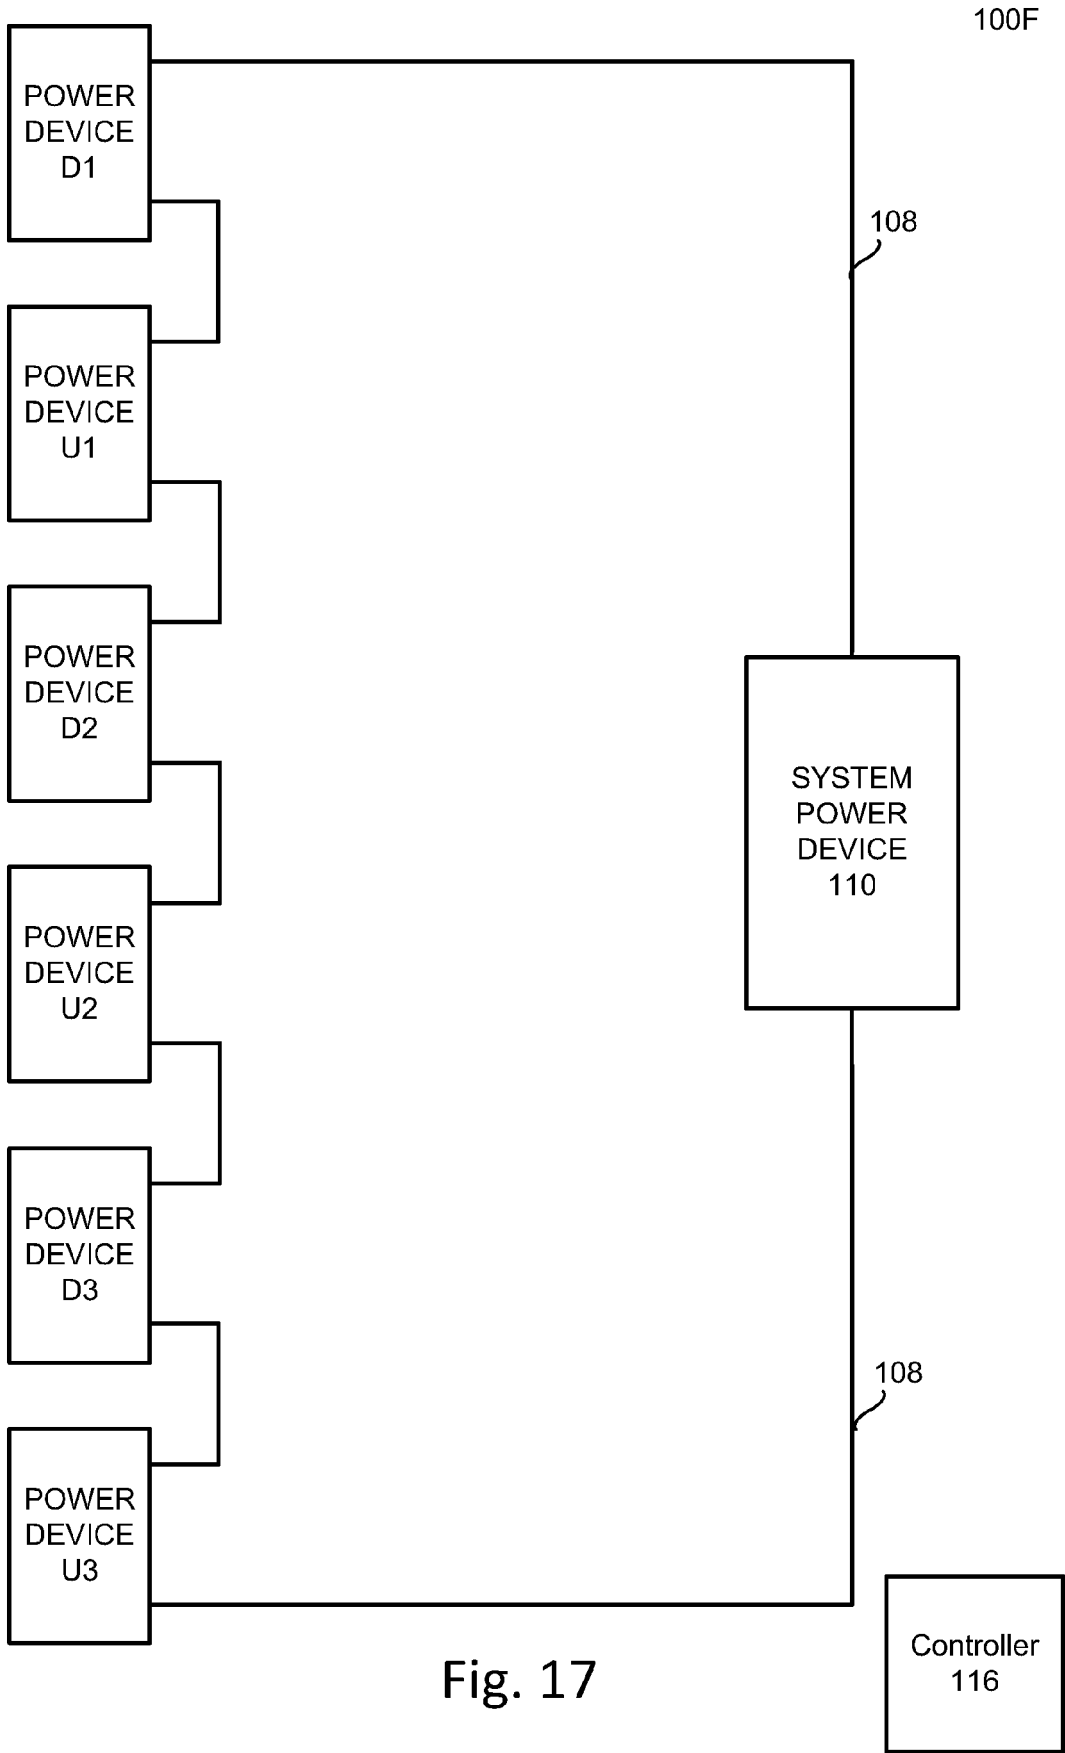 100F
POWER
DEVICE
D1
108
POWER
DEVICE
U1
POWER
DEVICE
D2
SYSTEM
POWER
DEVICE
110
POWER
DEVICE
U2
POWER
DEVICE
D3
108
POWER
DEVICE
U3
Controller
116
Fig. 17